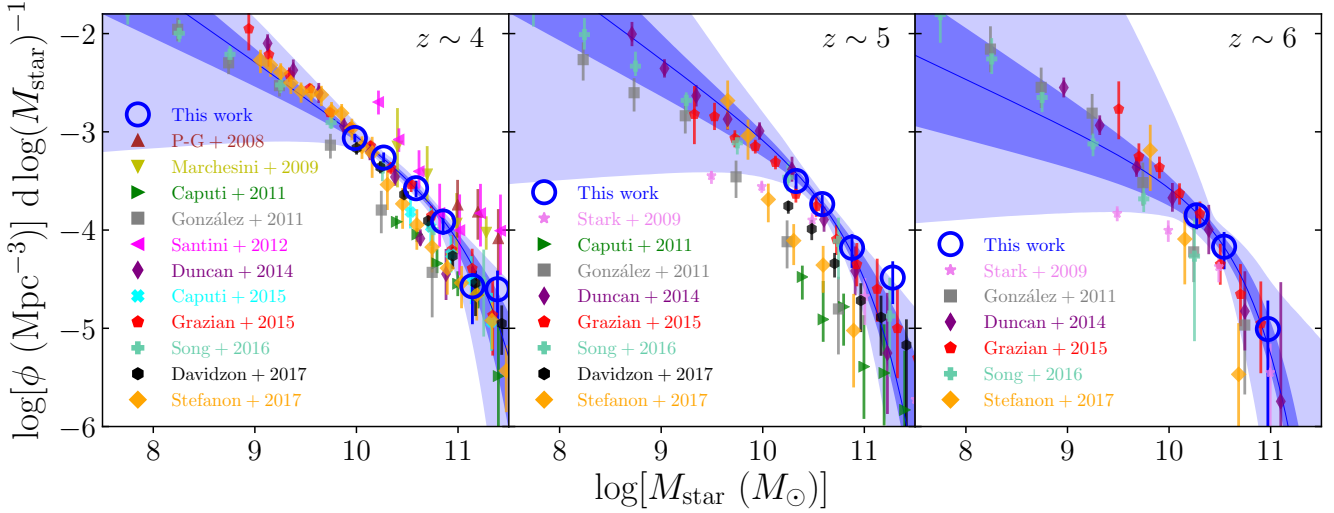 log[ϕ (Mpc⁻³)] d log(M_star)⁻¹
−2
−3
−4
−5
−6
z ∼ 4
This work
P-G + 2008
Marchesini + 2009
Caputi + 2011
González + 2011
Santini + 2012
Duncan + 2014
Caputi + 2015
Grazian + 2015
Song + 2016
Davidzon + 2017
Stefanon + 2017
8 9 10 11
z ∼ 5
This work
Stark + 2009
Caputi + 2011
González + 2011
Duncan + 2014
Grazian + 2015
Song + 2016
Davidzon + 2017
Stefanon + 2017
8 9 10 11
z ∼ 6
This work
Stark + 2009
González + 2011
Duncan + 2014
Grazian + 2015
Song + 2016
Stefanon + 2017
8 9 10 11
log[M_star (M_⊙)]